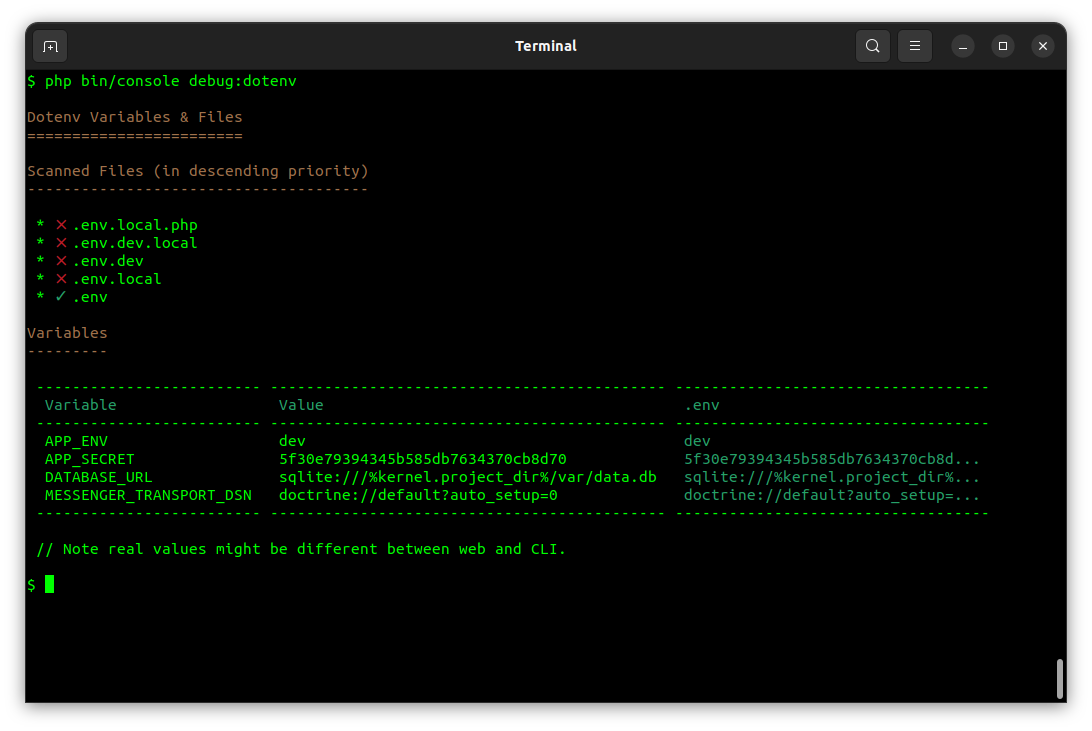 Terminal
$ php bin/console debug:dotenv
Dotenv Variables & Files
========================
Scanned Files (in descending priority)
--------------------------------------
* ✗ .env.local.php
* ✗ .env.dev.local
* ✗ .env.dev
* ✗ .env.local
* ✓ .env
Variables
---------
------------------------- -------------------------------------------- -----------------------------------
Variable Value .env
------------------------- -------------------------------------------- -----------------------------------
APP_ENV dev dev
APP_SECRET 5f30e79394345b585db7634370cb8d70 5f30e79394345b585db7634370cb8d...
DATABASE_URL sqlite:///%kernel.project_dir%/var/data.db sqlite:///%kernel.project_dir%...
MESSENGER_TRANSPORT_DSN doctrine://default?auto_setup=0 doctrine://default?auto_setup=...
------------------------- -------------------------------------------- -----------------------------------
// Note real values might be different between web and CLI.
$